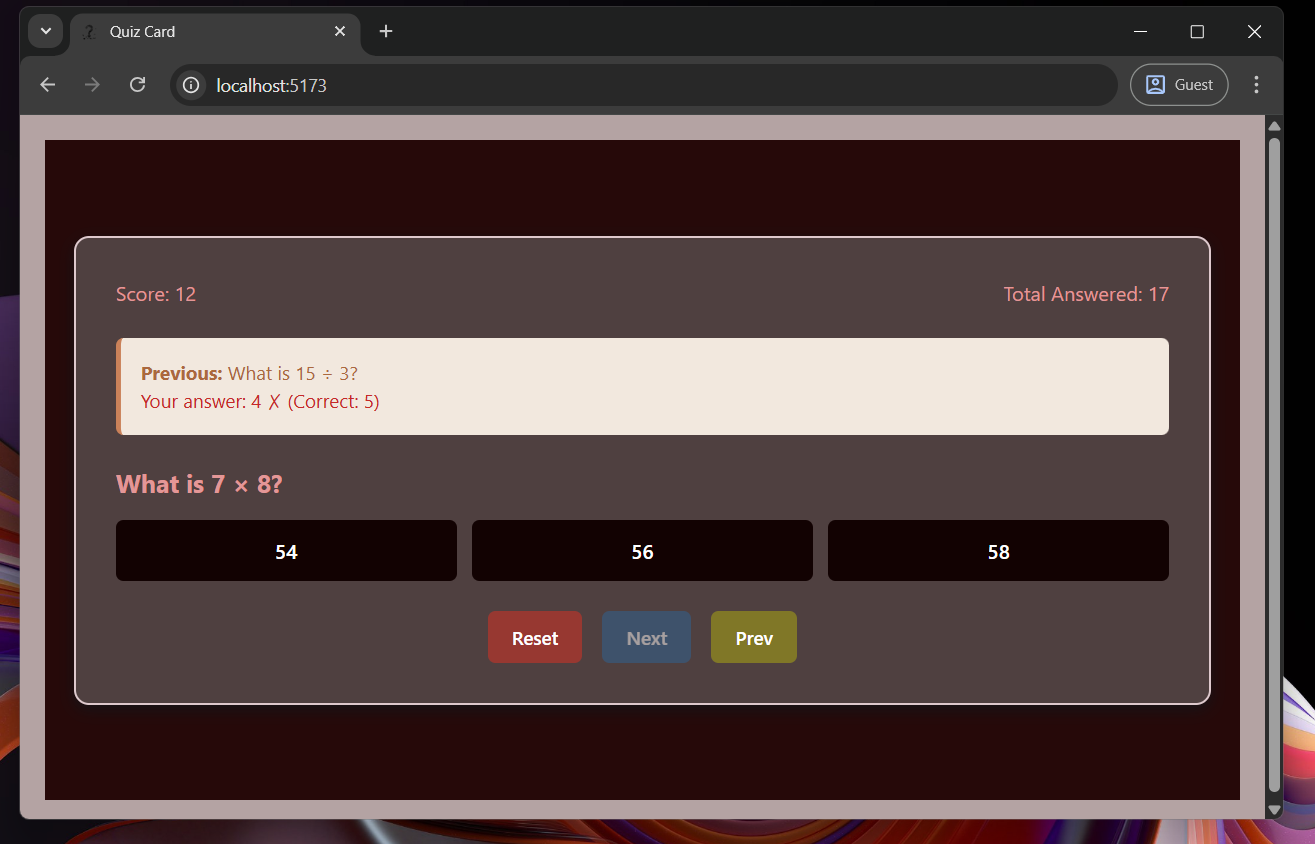 Quiz Card
localhost:5173
Guest
Score: 12
Total Answered: 17
Previous: What is 15 ÷ 3?
Your answer: 4 ✗ (Correct: 5)
What is 7 × 8?
54
56
58
Reset
Next
Prev